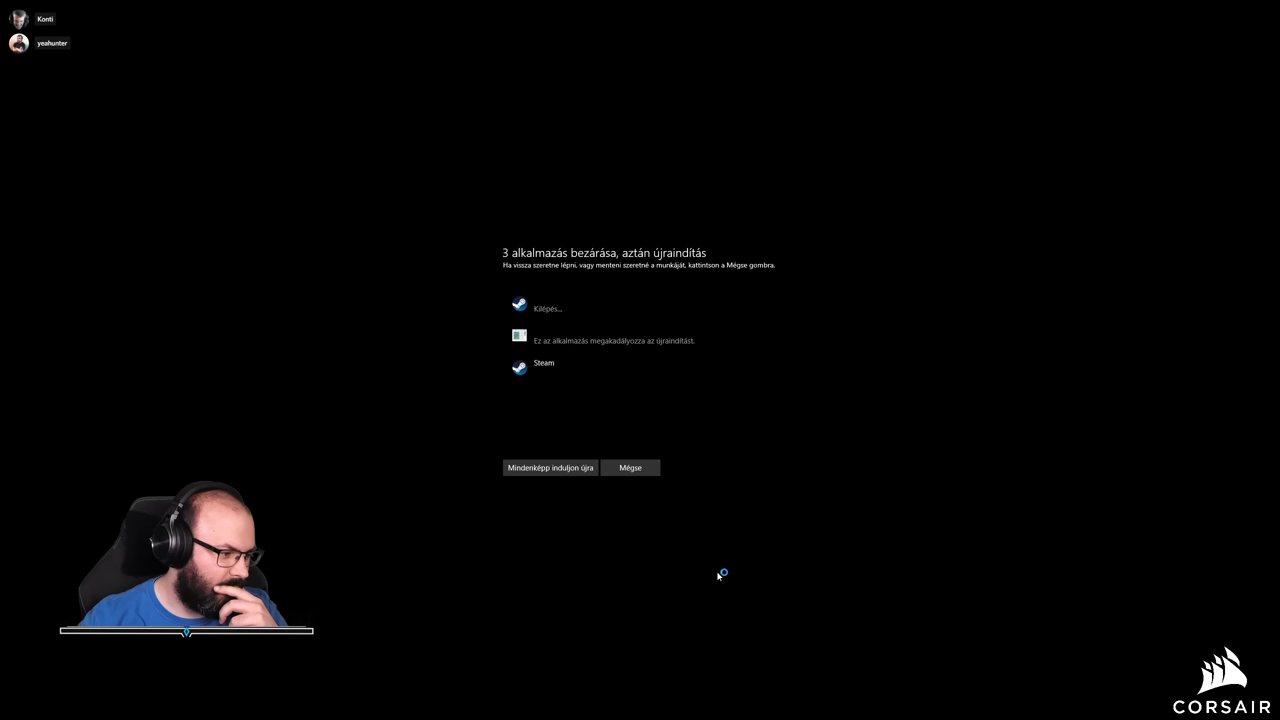 Konti
yeahunter
3 alkalmazás bezárása, aztán újraindítás
Ha vissza szeretne lépni, vagy menteni szeretné a munkáját, kattintson a Mégse gombra.
Kilépés...
Ez az alkalmazás megakadályozza az újraindítást.
Steam
Mindenképp induljon újra
Mégse
CORSAIR